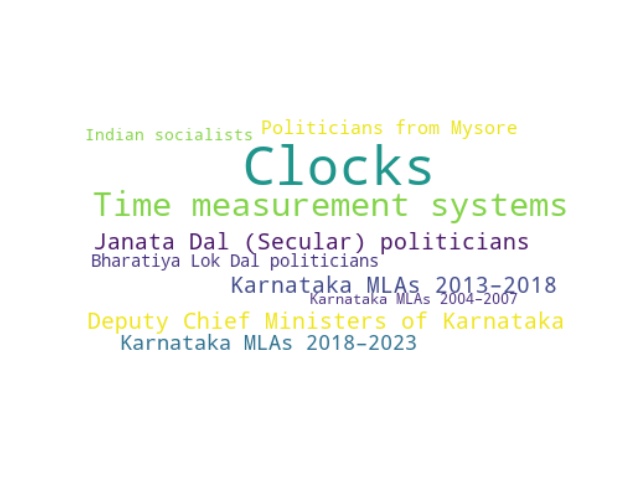 Indian socialists
Politicians from Mysore
Clocks
Time measurement systems
Janata Dal (Secular) politicians
Bharatiya Lok Dal politicians
Karnataka MLAs 2013–2018
Karnataka MLAs 2004–2007
Deputy Chief Ministers of Karnataka
Karnataka MLAs 2018–2023